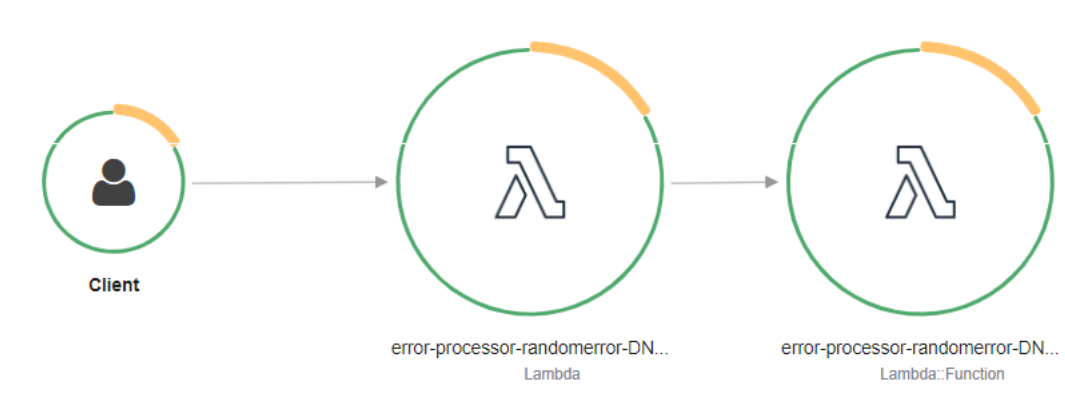 Client
error-processor-randomerror-DN...
Lambda
error-processor-randomerror-DN...
Lambda::Function